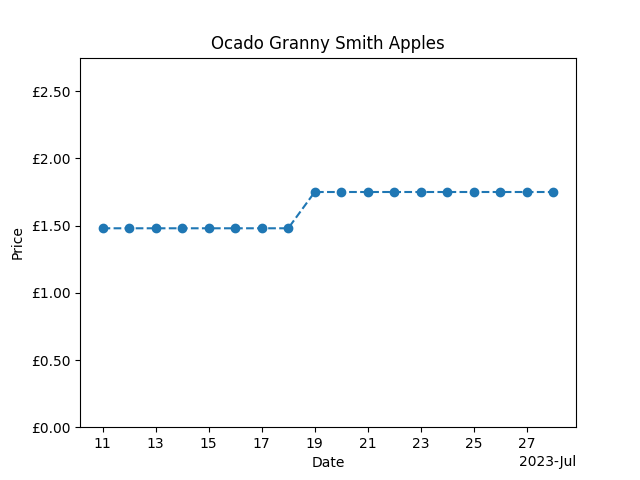 Ocado Granny Smith Apples
£2.50
£2.00
£1.50
£1.00
£0.50
£0.00
Price
11 13 15 17 19 21 23 25 27
Date
2023-Jul